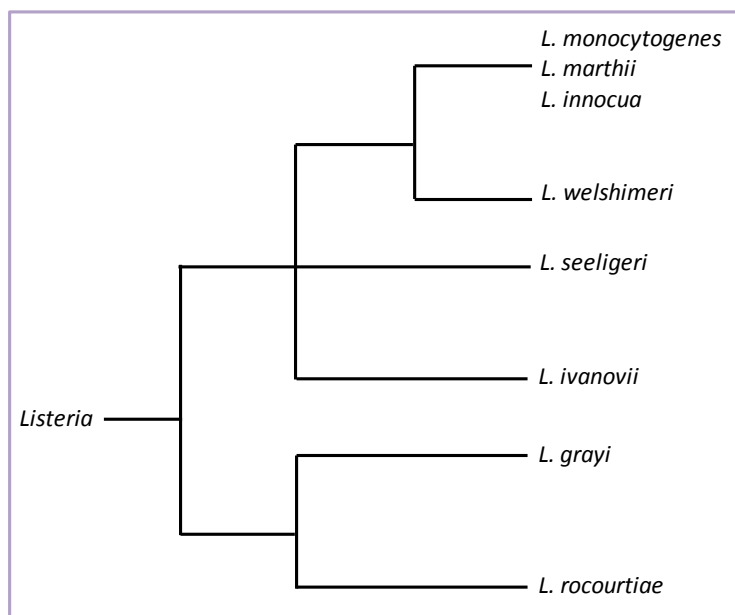 L. monocytogenes
L. marthii
L. innocua
L. welshimeri
L. seeligeri
L. ivanovii
Listeria
L. grayi
L. rocourtiae